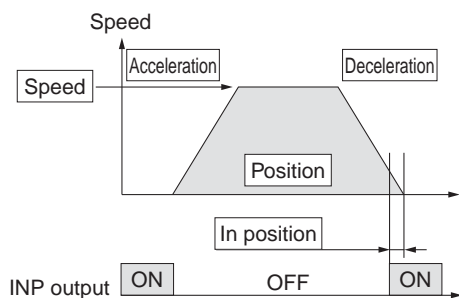 Speed
Acceleration
Deceleration
Speed
Position
In position
INP output
ON
OFF
ON